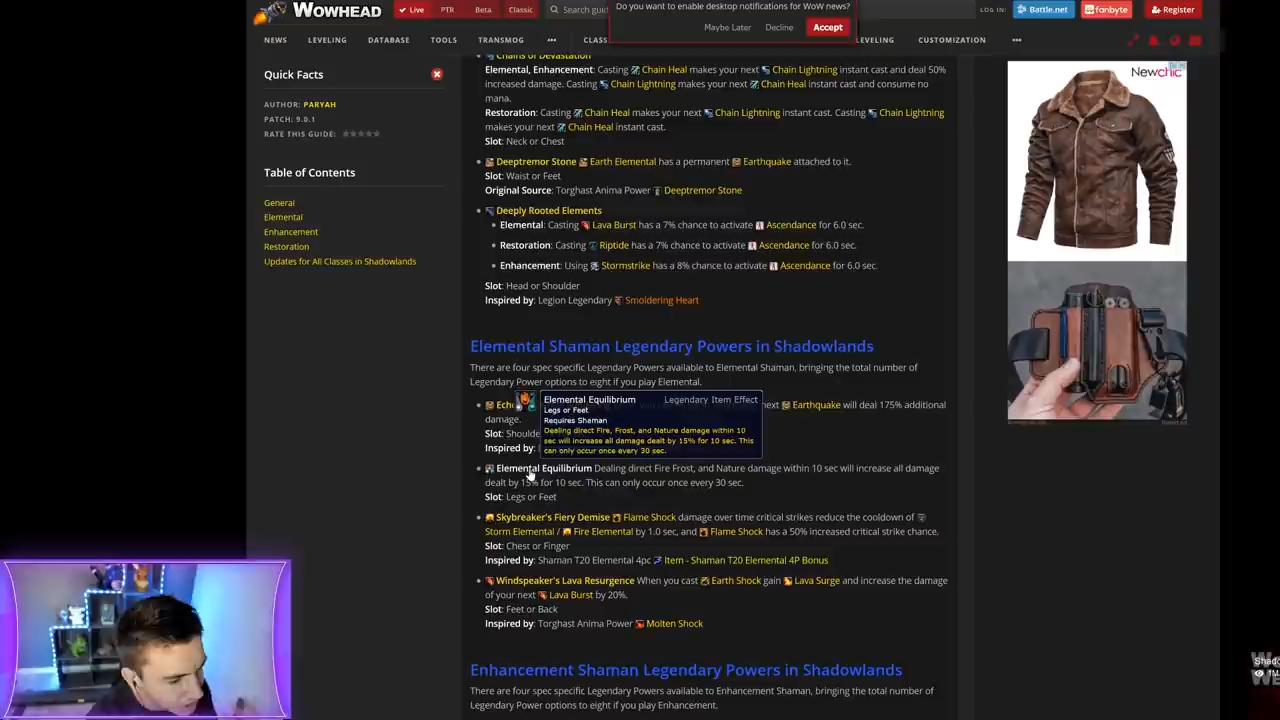 WOWHEAD
Live
PTR
Beta
Classic
Search guid
Do you want to enable desktop notifications for WoW news?
Maybe Later
Decline
Accept
LOG IN:
Battle.net
fanbyte
Register
NEWS
LEVELING
DATABASE
TOOLS
TRANSMOG
•••
CLASS
LEVELING
CUSTOMIZATION
•••
Quick Facts
AUTHOR: PARYAH
PATCH: 9.0.1
RATE THIS GUIDE:
Table of Contents
General
Elemental
Enhancement
Restoration
Updates for All Classes in Shadowlands
Chains of Devastation
Elemental, Enhancement: Casting Chain Heal makes your next Chain Lightning instant cast and deal 50%
increased damage. Casting Chain Lightning makes your next Chain Heal instant cast and consume no
mana.
Restoration: Casting Chain Heal makes your next Chain Lightning instant cast. Casting Chain Lightning
makes your next Chain Heal instant cast.
Slot: Neck or Chest
Deeptremor Stone Earth Elemental has a permanent Earthquake attached to it.
Slot: Waist or Feet
Original Source: Torghast Anima Power Deeptremor Stone
Deeply Rooted Elements
Elemental: Casting Lava Burst has a 7% chance to activate Ascendance for 6.0 sec.
Restoration: Casting Riptide has a 7% chance to activate Ascendance for 6.0 sec.
Enhancement: Using Stormstrike has a 8% chance to activate Ascendance for 6.0 sec.
Slot: Head or Shoulder
Inspired by: Legion Legendary Smoldering Heart
Elemental Shaman Legendary Powers in Shadowlands
There are four spec specific Legendary Powers available to Elemental Shaman, bringing the total number of
Legendary Power options to eight if you play Elemental.
Elemental Equilibrium Legendary Item Effect
Legs or Feet
Requires Shaman
Dealing direct Fire, Frost, and Nature damage within 10
sec will increase all damage dealt by 15% for 10 sec. This
can only occur once every 30 sec.
Echo next Earthquake will deal 175% additional
damage.
Slot: Shoulde
Inspired by:
Elemental Equilibrium Dealing direct Fire Frost, and Nature damage within 10 sec will increase all damage
dealt by 15% for 10 sec. This can only occur once every 30 sec.
Slot: Legs or Feet
Skybreaker's Fiery Demise Flame Shock damage over time critical strikes reduce the cooldown of
Storm Elemental / Fire Elemental by 1.0 sec, and Flame Shock has a 50% increased critical strike chance.
Slot: Chest or Finger
Inspired by: Shaman T20 Elemental 4pc Item - Shaman T20 Elemental 4P Bonus
Windspeaker's Lava Resurgence When you cast Earth Shock gain Lava Surge and increase the damage
of your next Lava Burst by 20%.
Slot: Feet or Back
Inspired by: Torghast Anima Power Molten Shock
Enhancement Shaman Legendary Powers in Shadowlands
There are four spec specific Legendary Powers available to Enhancement Shaman, bringing the total number of
Legendary Power options to eight if you play Enhancement.
Newchic
Shado